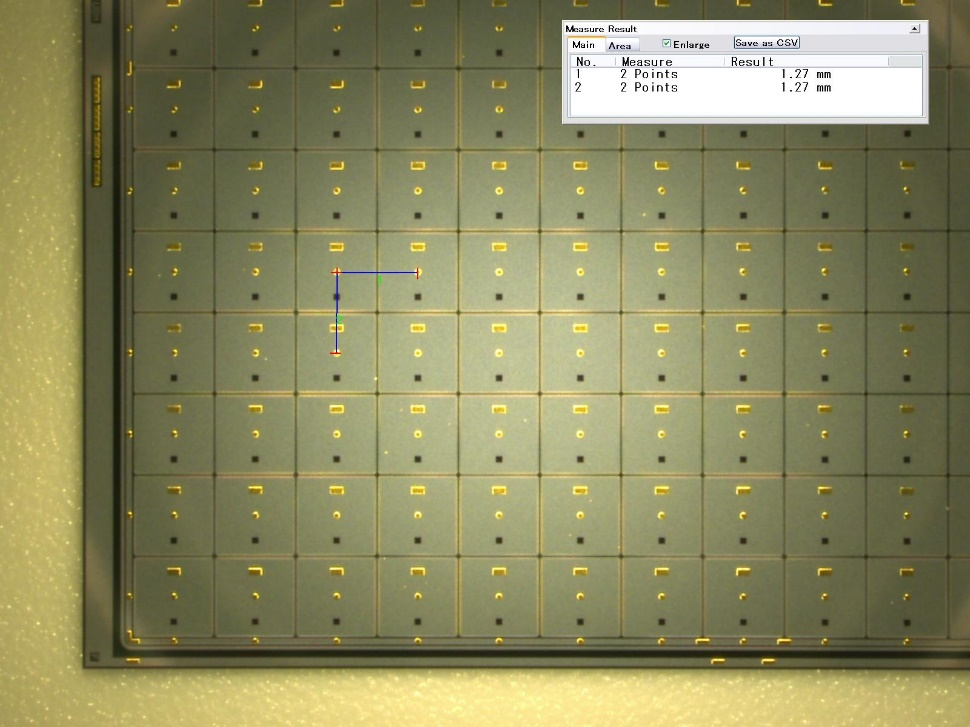 Measure Result
Main Area Enlarge Save as CSV
No. Measure Result
1 2 Points 1.27 mm
2 2 Points 1.27 mm